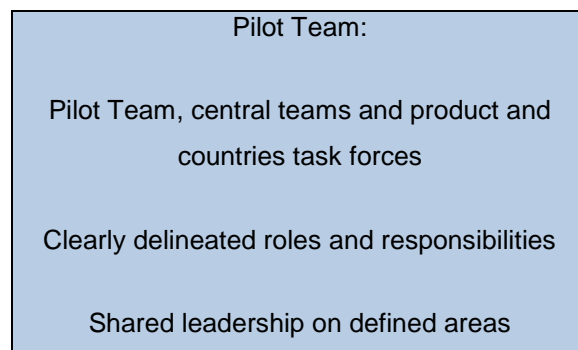 Pilot Team:
Pilot Team, central teams and product and
countries task forces
Clearly delineated roles and responsibilities
Shared leadership on defined areas